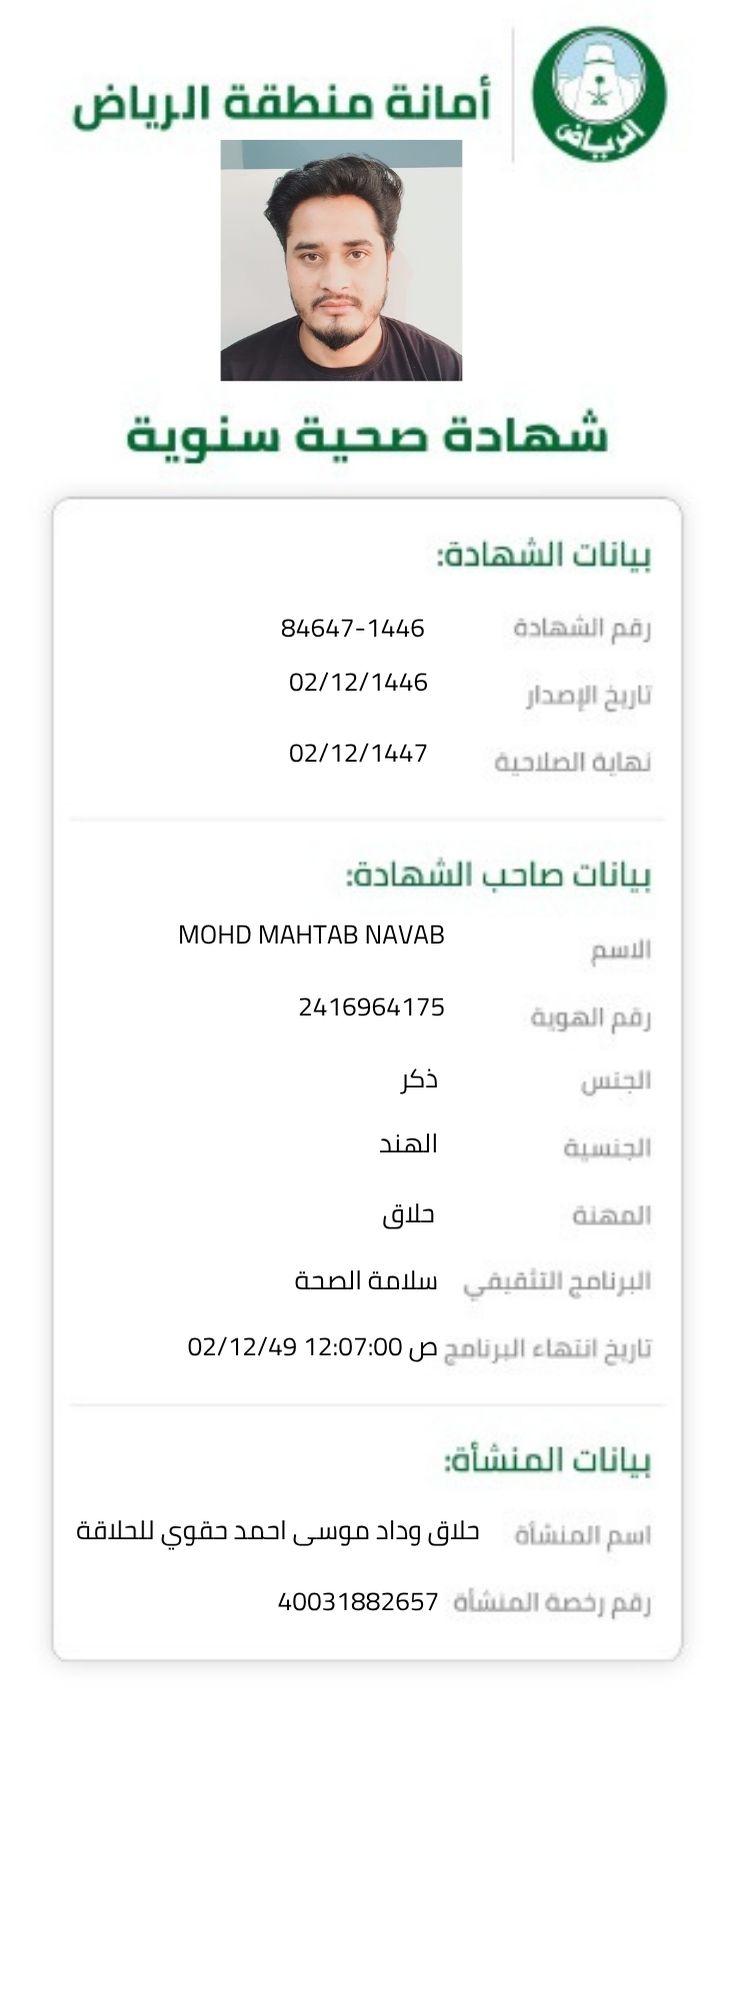 أمانة منطقة الرياض
الرياض
شهادة صحية سنوية
بيانات الشهادة:
رقم الشهادة 84647-1446
تاريخ الإصدار 02/12/1446
نهاية الصلاحية 02/12/1447
بيانات صاحب الشهادة:
الاسم MOHD MAHTAB NAVAB
رقم الهوية 2416964175
الجنس ذكر
الجنسية الهند
المهنة حلاق
البرنامج التثقيفي سلامة الصحة
تاريخ انتهاء البرنامج 02/12/49 12:07:00 ص
بيانات المنشأة:
اسم المنشأة حلاق وداد موسى احمد حقوي للحلاقة
رقم رخصة المنشأة 40031882657